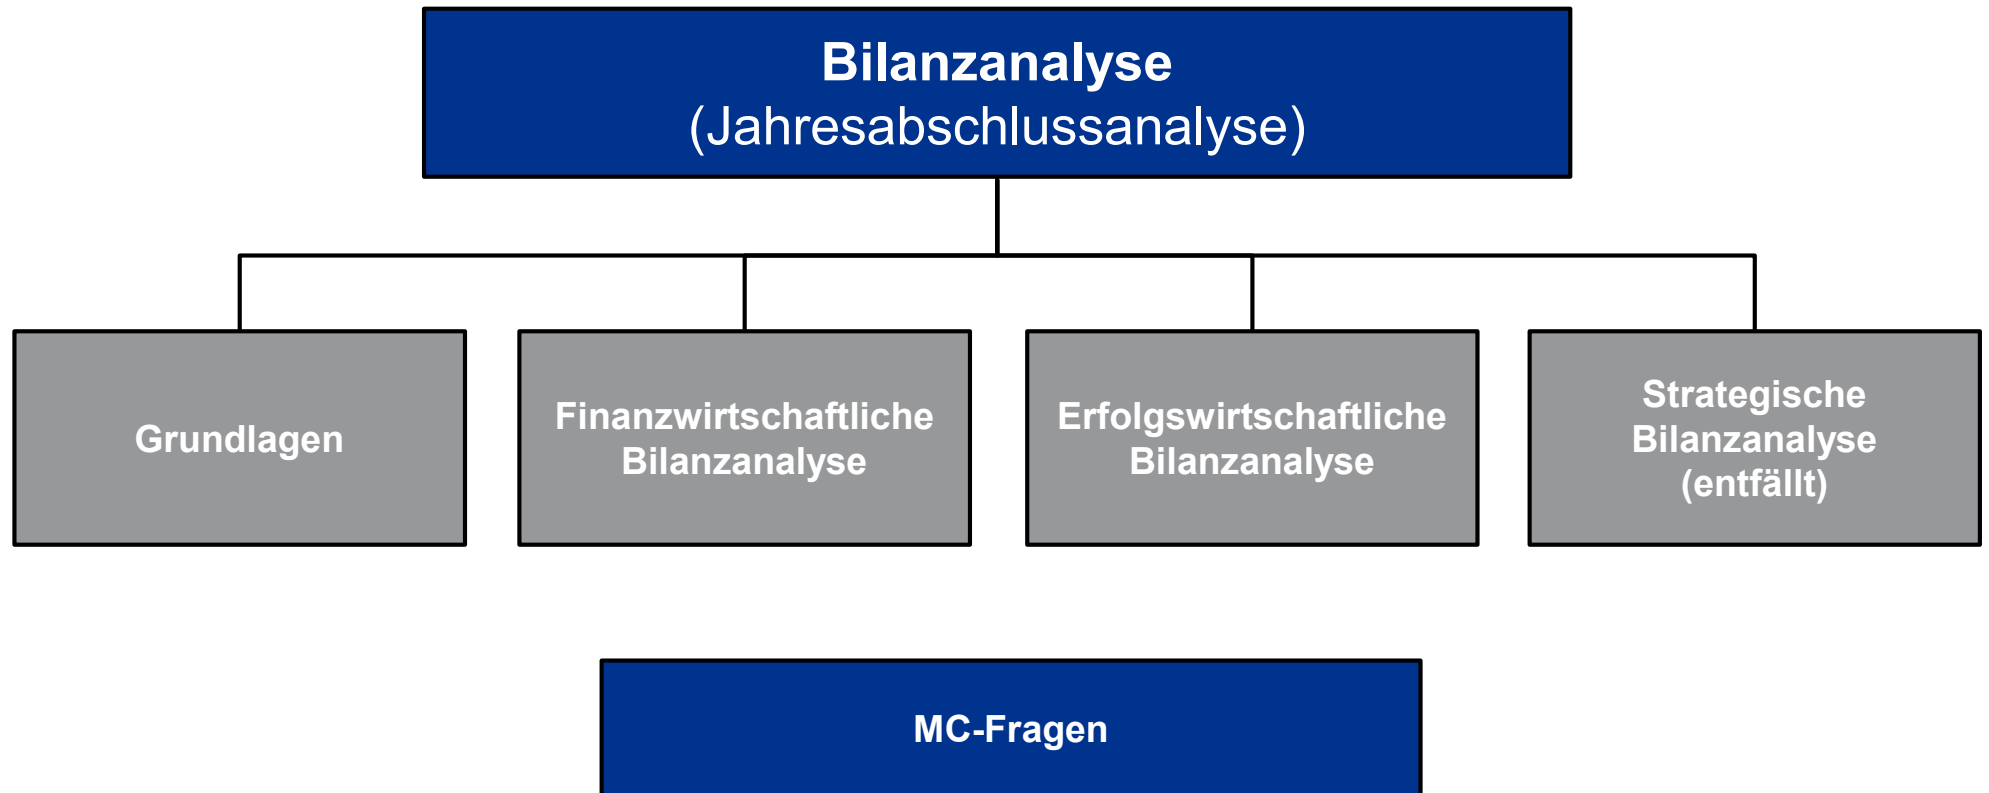 Bilanzanalyse
(Jahresabschlussanalyse)
Grundlagen
Finanzwirtschaftliche
Bilanzanalyse
Erfolgswirtschaftliche
Bilanzanalyse
Strategische
Bilanzanalyse
(entfällt)
MC-Fragen